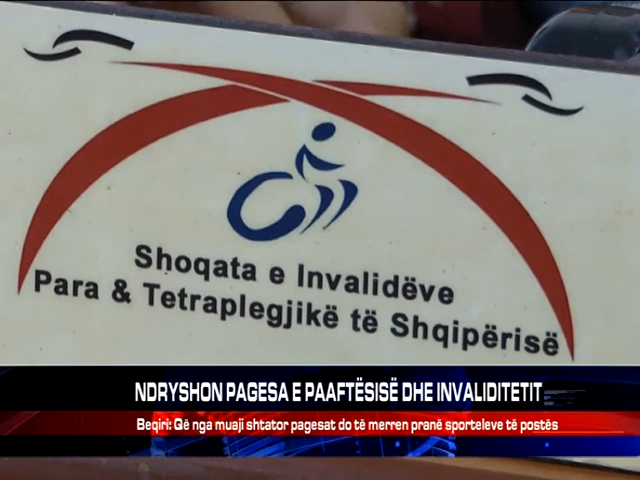 Shoqata e Invalidëve
Para & Tetraplegjikë të Shqipërisë
NDRYSHON PAGESA E PAAFTËSISË DHE INVALIDITETIT
Beqiri: Që nga muaji shtator pagesat do të merren pranë sporteleve të postës